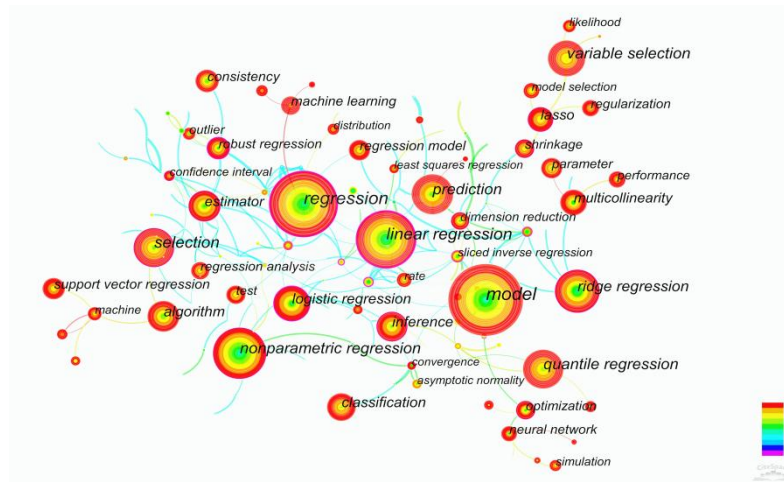 likelihood
variable selection
consistency
machine learning
model selection
regularization
lasso
distribution
outlier
robust regression
regression model
shrinkage
least squares regression
parameter
confidence interval
performance
prediction
regression
multicollinearity
estimator
dimension reduction
linear regression
selection
sliced inverse regression
regression analysis
rate
support vector regression
test
ridge regression
model
logistic regression
machine
algorithm
inference
nonparametric regression
convergence
quantile regression
asymptotic normality
classification
optimization
neural network
simulation